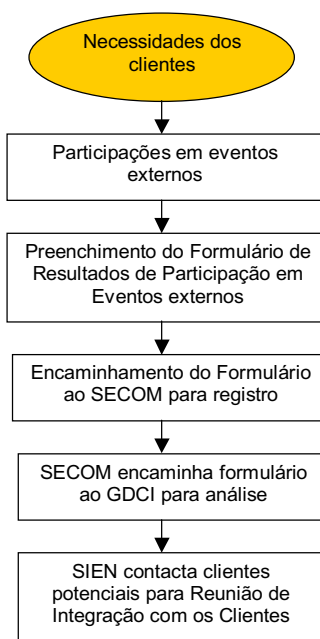 Necessidades dos
clientes
Participações em eventos
externos
Preenchimento do Formulário de
Resultados de Participação em
Eventos externos
Encaminhamento do Formulário
ao SECOM para registro
SECOM encaminha formulário
ao GDCI para análise
SIEN contacta clientes
potenciais para Reunião de
Integração com os Clientes